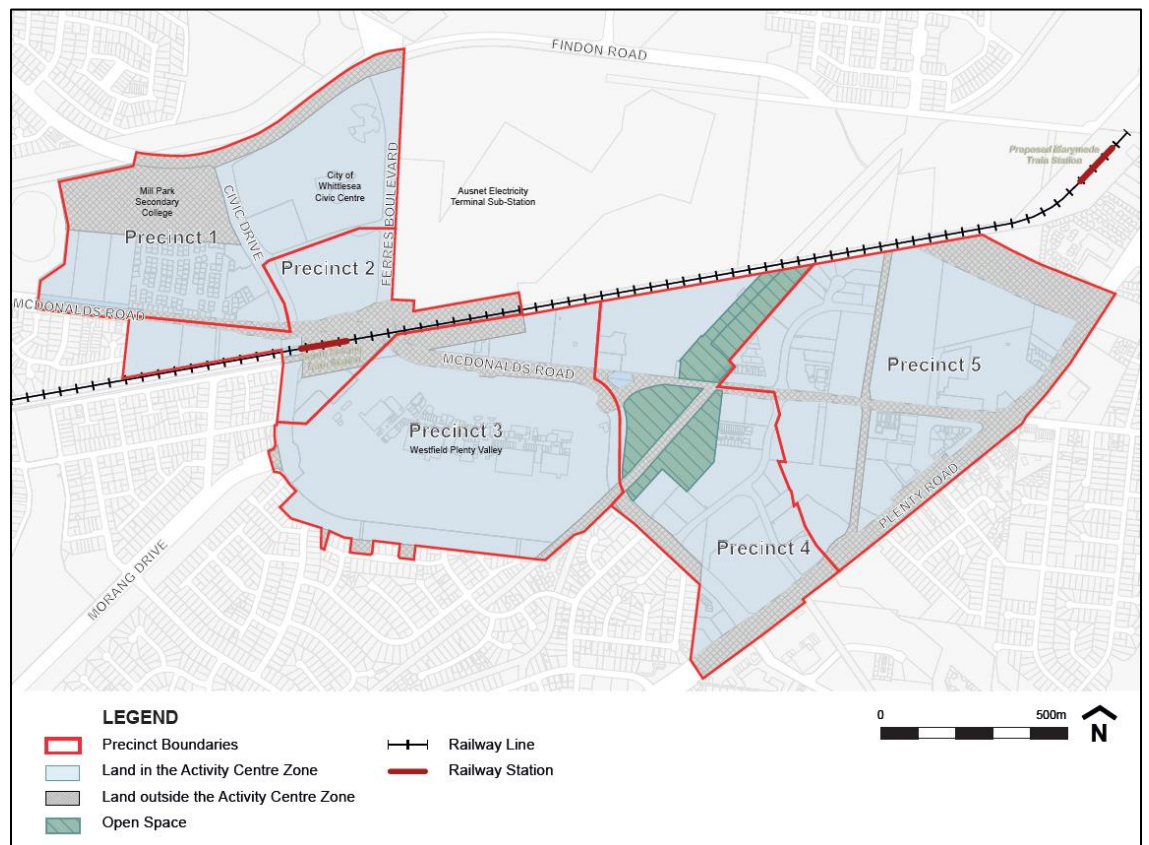 FINDON ROAD
Proposed Marymede
Train Station
FERRES BOULEVARD
City of
Whittlesea
Civic Centre
Ausnet Electricity
Terminal Sub-Station
Mill Park
Secondary
College
CIVIC DRIVE
Precinct 1
Precinct 2
MCDONALDS ROAD
Train Station
MCDONALDS ROAD
Precinct 5
Precinct 3
Westfield Plenty Valley
PLENTY ROAD
Precinct 4
MORANG DRIVE
LEGEND
Precinct Boundaries
Land in the Activity Centre Zone
Land outside the Activity Centre Zone
Open Space
Railway Line
Railway Station
0 500m
N